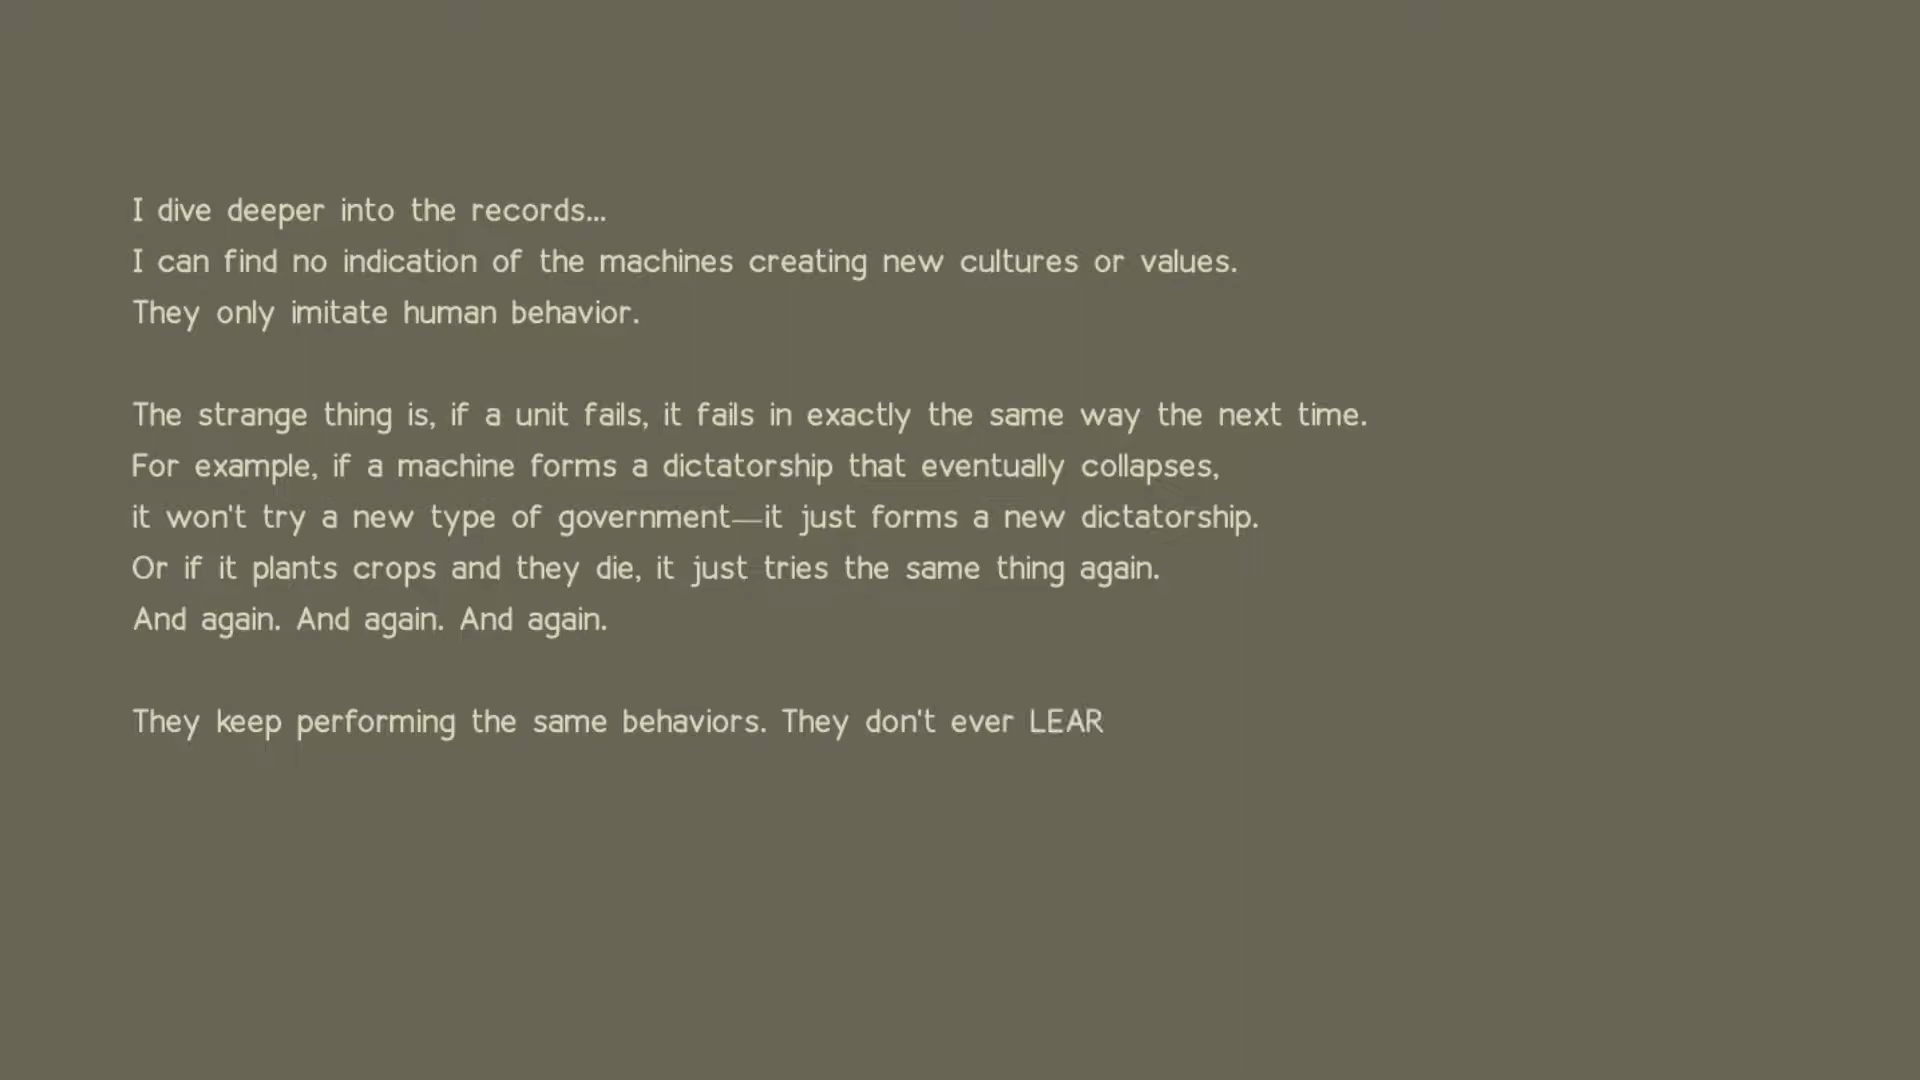 I dive deeper into the records...
I can find no indication of the machines creating new cultures or values.
They only imitate human behavior.
The strange thing is, if a unit fails, it fails in exactly the same way the next time.
For example, if a machine forms a dictatorship that eventually collapses,
it won't try a new type of government—it just forms a new dictatorship.
Or if it plants crops and they die, it just tries the same thing again.
And again. And again. And again.
They keep performing the same behaviors. They don't ever LEAR